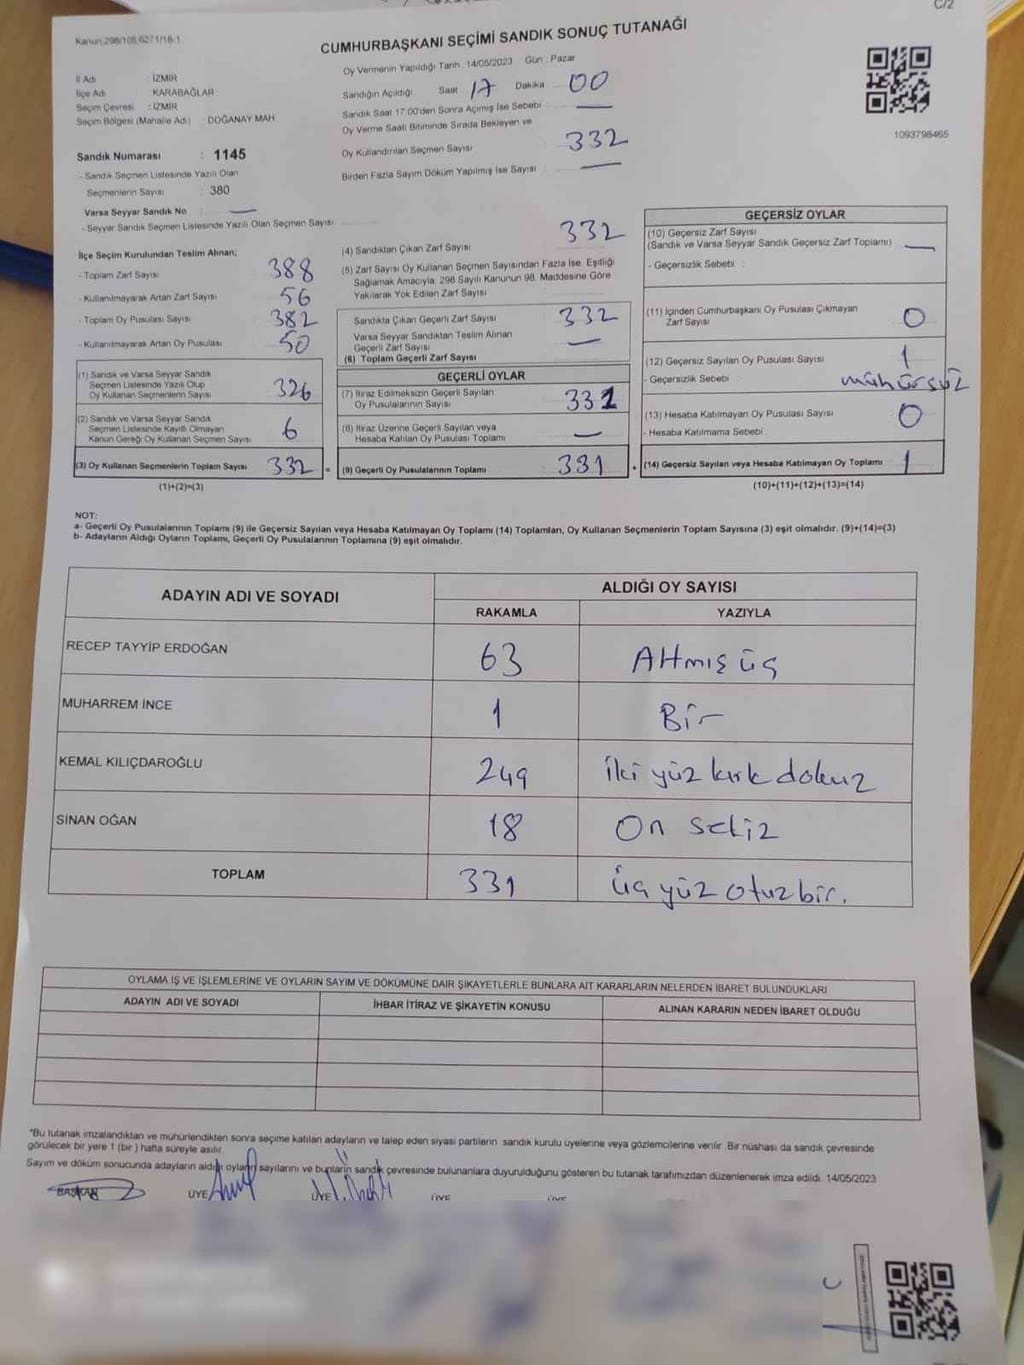 C/2
Kanun:298/105,6271/18-1
CUMHURBAŞKANI SEÇİMİ SANDIK SONUÇ TUTANAĞI
İl Adı İZMİR
İlçe Adı KARABAĞLAR
Seçim Çevresi : İZMİR
Seçim Bölgesi (Mahalle Adı) : DOĞANAY MAH.
Oy Vermenin Yapıldığı Tarih :14/05/2023 Gün : Pazar
Sandığın Açıldığı Saat 17 Dakika 00
Sandık Saat 17:00'den Sonra Açımış İse Sebebi —
Oy Verme Saati Bitiminde Sırada Bekleyen ve
Oy Kullandırılan Seçmen Sayısı 332
Birden Fazla Sayım Döküm Yapılmış İse Sayısı —
1093798465
Sandık Numarası : 1145
- Sandık Seçmen Listesinde Yazılı Olan
Seçmenlerin Sayısı : 380
Varsa Seyyar Sandık No : —
- Seyyar Sandık Seçmen Listesinde Yazılı Olan Seçmen Sayısı
İlçe Seçim Kurulundan Teslim Alınan;
- Toplam Zarf Sayısı 388
- Kullanılmayarak Artan Zarf Sayısı 56
- Toplam Oy Pusulası Sayısı 382
- Kullanılmayarak Artan Oy Pusulası 50
(1) Sandık ve Varsa Seyyar Sandık
Seçmen Listesinde Yazılı Olup
Oy Kullanan Seçmenlerin Sayısı 326
(2) Sandık ve Varsa Seyyar Sandık
Seçmen Listesinde Kayıtlı Olmayan
Kanun Gereği Oy Kullanan Seçmen Sayısı 6
(3) Oy Kullanan Seçmenlerin Toplam Sayısı 332 =
(1)+(2)=(3)
(4) Sandıktan Çıkan Zarf Sayısı 332
(5) Zarf Sayısı Oy Kullanan Seçmen Sayısından Fazla İse, Eşitliği
Sağlamak Amacıyla, 298 Sayılı Kanunun 98. Maddesine Göre
Yakılarak Yok Edilen Zarf Sayısı
Sandıkta Çıkan Geçerli Zarf Sayısı 332
Varsa Seyyar Sandıktan Teslim Alınan
Geçerli Zarf Sayısı —
(6) Toplam Geçerli Zarf Sayısı
GEÇERLİ OYLAR
(7) İtiraz Edilmeksizin Geçerli Sayılan
Oy Pusulalarının Sayısı 331
(8) İtiraz Üzerine Geçerli Sayılan veya
Hesaba Katılan Oy Pusulası Toplamı —
(9) Geçerli Oy Pusulalarının Toplamı 331 +
GEÇERSİZ OYLAR
(10) Geçersiz Zarf Sayısı
(Sandık ve Varsa Seyyar Sandık Geçersiz Zarf Toplamı) —
- Geçersizlik Sebebi :
(11) İçinden Cumhurbaşkanı Oy Pusulası Çıkmayan
Zarf Sayısı 0
(12) Geçersiz Sayılan Oy Pusulası Sayısı 1
- Geçersizlik Sebebi mühürsüz
(13) Hesaba Katılmayan Oy Pusulası Sayısı 0
- Hesaba Katılmama Sebebi :
(14) Geçersiz Sayılan veya Hesaba Katılmayan Oy Toplamı 1
(10)+(11)+(12)+(13)=(14)
NOT:
a- Geçerli Oy Pusulalarının Toplamı (9) ile Geçersiz Sayılan veya Hesaba Katılmayan Oy Toplamı (14) Toplamları, Oy Kullanan Seçmenlerin Toplam Sayısına (3) eşit olmalıdır. (9)+(14)=(3)
b- Adayların Aldığı Oyların Toplamı, Geçerli Oy Pusulalarının Toplamına (9) eşit olmalıdır.
ADAYIN ADI VE SOYADI ALDIĞI OY SAYISI
RAKAMLA YAZIYLA
RECEP TAYYİP ERDOĞAN 63 Altmış üç
MUHARREM İNCE 1 Bir
KEMAL KILIÇDAROĞLU 249 iki yüz kırk dokuz
SİNAN OĞAN 18 On sekiz
TOPLAM 331 üç yüz otuz bir.
OYLAMA İŞ VE İŞLEMLERİNE VE OYLARIN SAYIM VE DÖKÜMÜNE DAİR ŞİKAYETLERLE BUNLARA AİT KARARLARIN NELERDEN İBARET BULUNDUKLARI
ADAYIN ADI VE SOYADI İHBAR İTİRAZ VE ŞİKAYETİN KONUSU ALINAN KARARIN NEDEN İBARET OLDUĞU
*Bu tutanak imzalandıktan ve mühürlendikten sonra seçime katılan adayların ve talep eden siyasi partilerin sandık kurulu üyelerine veya gözlemcilerine verilir. Bir nüshası da sandık çevresinde
görülecek bir yere 1 (bir) hafta süreyle asılır.
Sayım ve döküm sonucunda adayların aldığı oyların sayılarını ve bunların sandık çevresinde bulunanlara duyurulduğunu gösteren bu tutanak tarafımızdan düzenlenerek imza edildi. 14/05/2023
BAŞKAN ÜYE ÜYE ÜYE ÜYE